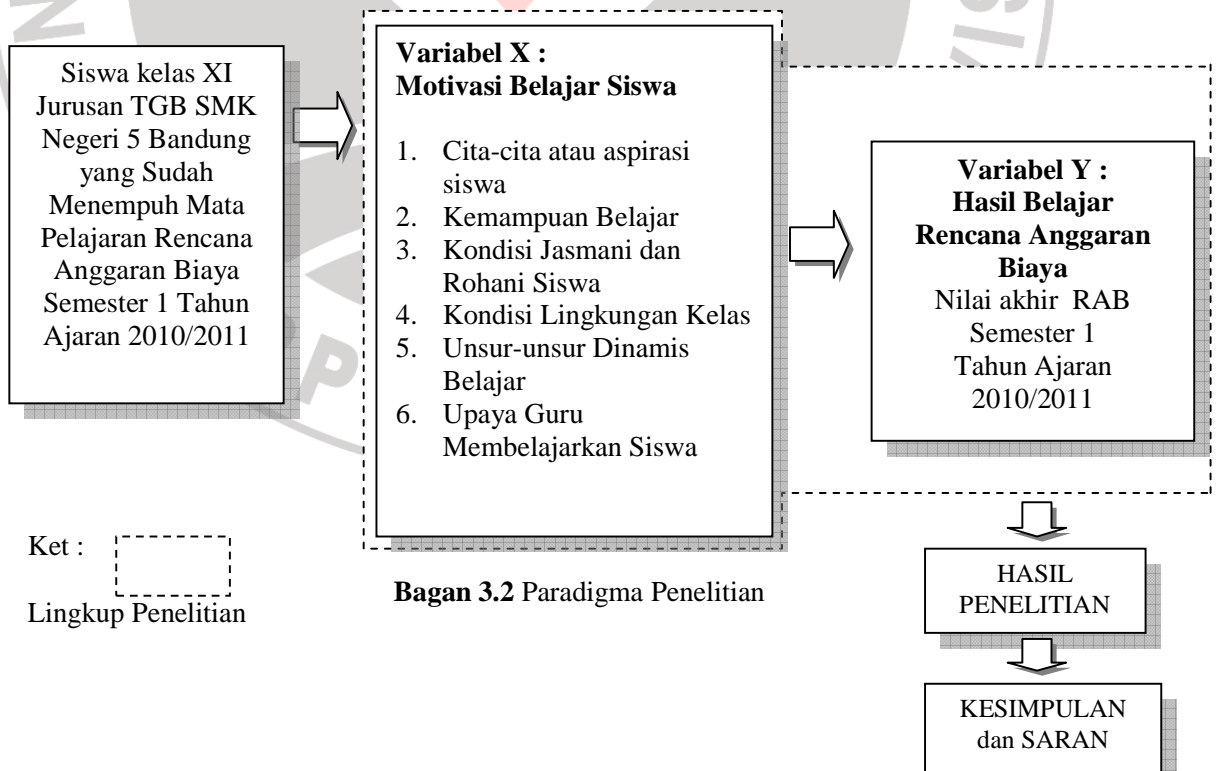 Siswa kelas XI
Jurusan TGB SMK
Negeri 5 Bandung
yang Sudah
Menempuh Mata
Pelajaran Rencana
Anggaran Biaya
Semester 1 Tahun
Ajaran 2010/2011
Variabel X :
Motivasi Belajar Siswa
1. Cita-cita atau aspirasi
siswa
2. Kemampuan Belajar
3. Kondisi Jasmani dan
Rohani Siswa
4. Kondisi Lingkungan Kelas
5. Unsur-unsur Dinamis
Belajar
6. Upaya Guru
Membelajarkan Siswa
Variabel Y :
Hasil Belajar
Rencana Anggaran
Biaya
Nilai akhir RAB
Semester 1
Tahun Ajaran
2010/2011
Ket :
Lingkup Penelitian
Bagan 3.2 Paradigma Penelitian
HASIL
PENELITIAN
KESIMPULAN
dan SARAN